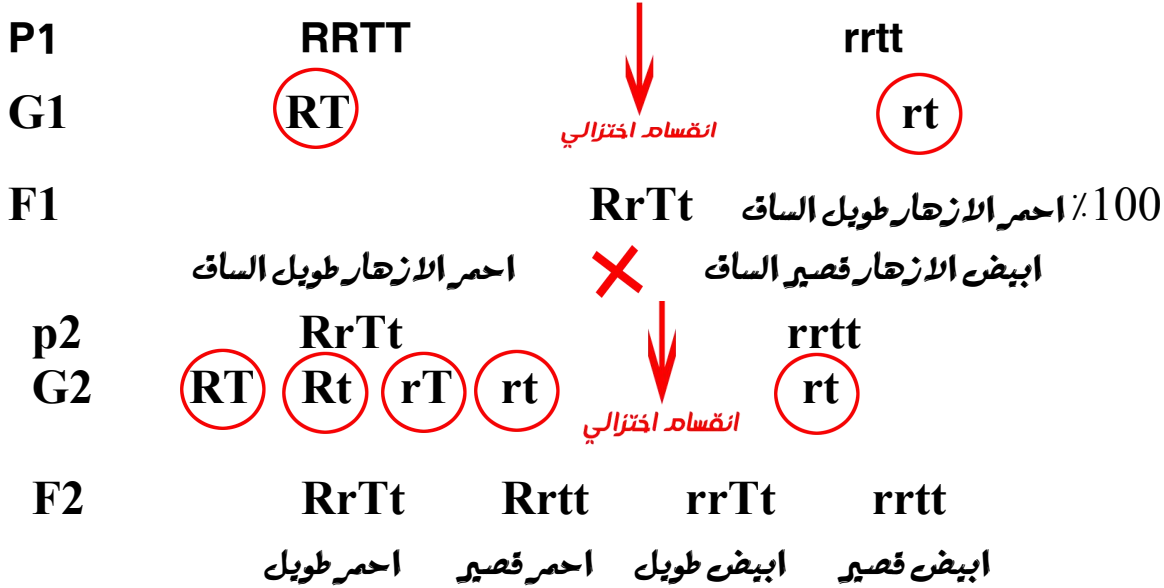 P1 RRTT rrtt
G1 RT انقسام اختزالي rt
F1 RrTt 100٪ احمر الازهار طويل الساق
احمر الازهار طويل الساق × ابيض الازهار قصير الساق
p2 RrTt rrtt
G2 RT Rt rT rt rt
انقسام اختزالي
F2 RrTt Rrtt rrTt rrtt
احمر طويل احمر قصير ابيض طويل ابيض قصير